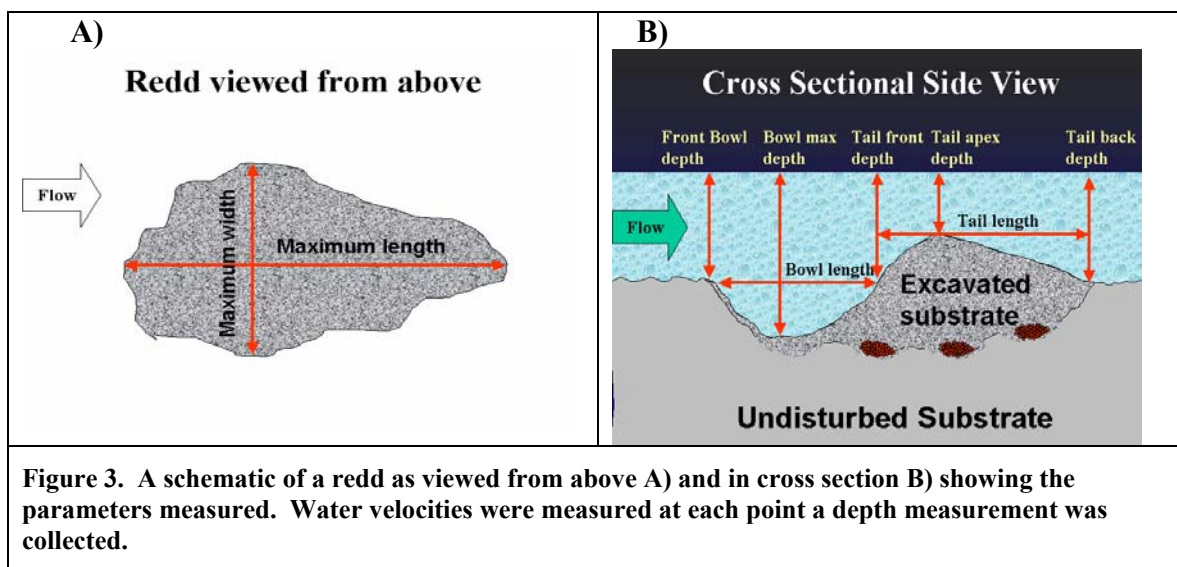 A)
Redd viewed from above
Flow
Maximum width
Maximum length
B)
Cross Sectional Side View
Front Bowl depth
Bowl max depth
Tail front depth
Tail apex depth
Tail back depth
Flow
Tail length
Bowl length
Excavated
substrate
Undisturbed Substrate
Figure 3.  A schematic of a redd as viewed from above A) and in cross section B) showing the
parameters measured.  Water velocities were measured at each point a depth measurement was
collected.